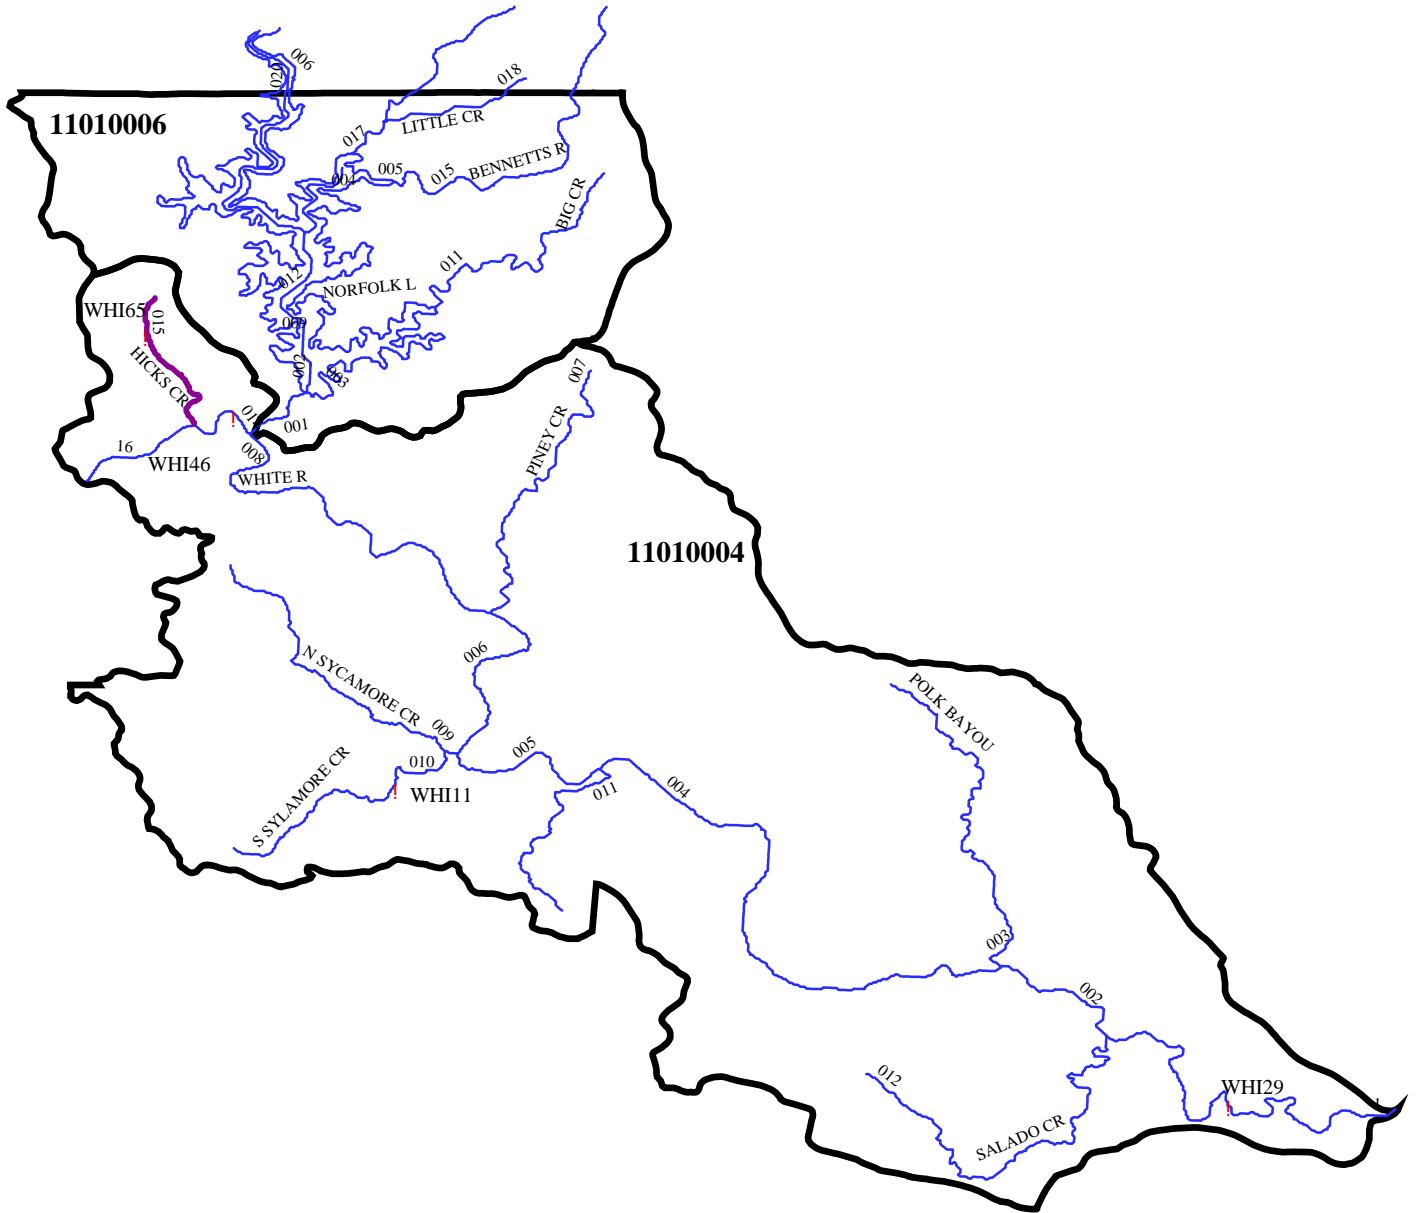 006
020
018
11010006
LITTLE CR
017
005
015
BENNETTS R
004
BIG CR
011
012
NORFOLK L
WHI65
015
009
HICKS CR
002
003
007
001
008
16
WHI46
WHITE R
PINEY CR
11010004
006
N SYCAMORE CR
POLK BAYOU
009
005
010
S SYLAMORE CR
WHI11
011
004
003
002
012
WHI29
1
SALADO CR